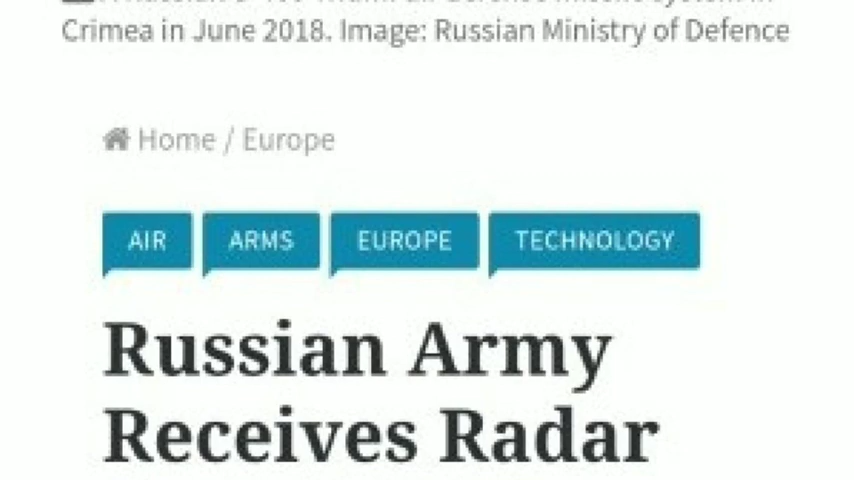 Crimea in June 2018. Image: Russian Ministry of Defence
Home / Europe
AIR ARMS EUROPE TECHNOLOGY
Russian Army
Receives Radar